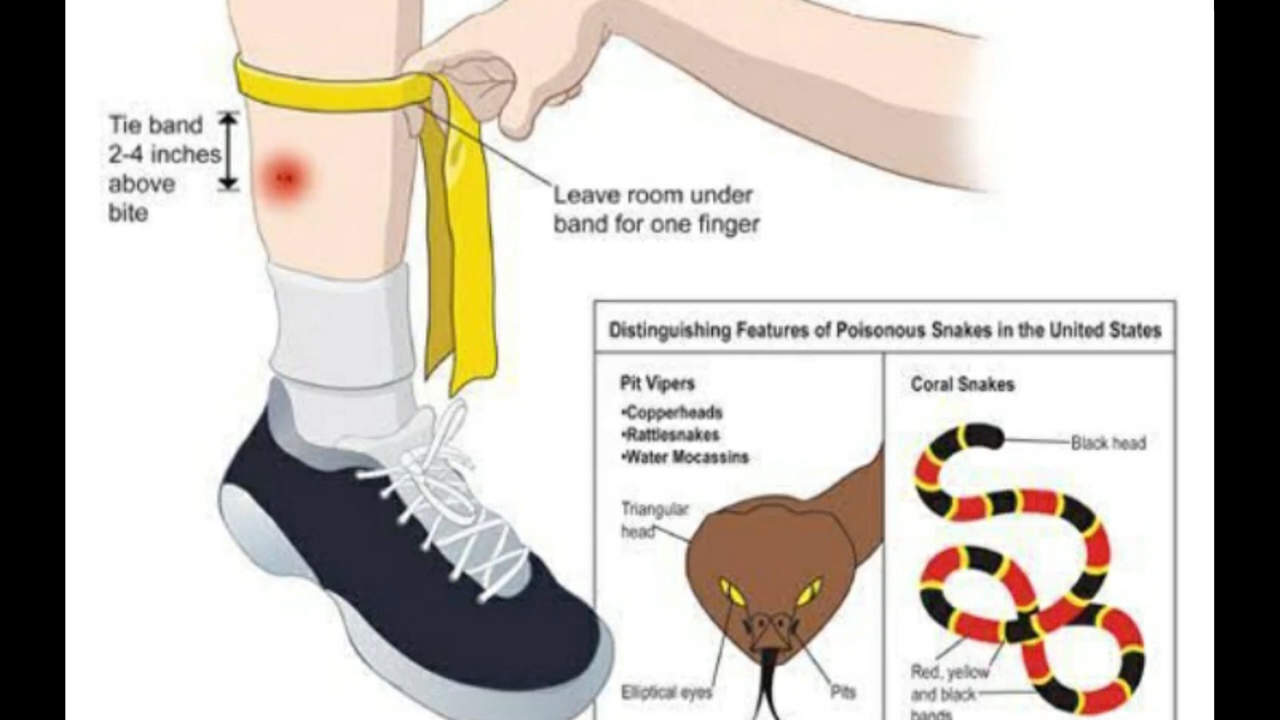 Tie band
2-4 inches
above
bite
Leave room under
band for one finger
Distinguishing Features of Poisonous Snakes in the United States
Pit Vipers
•Copperheads
•Rattlesnakes
•Water Mocassins
Triangular
head
Elliptical eyes
Pits
Coral Snakes
Black head
Red, yellow
and black
bands